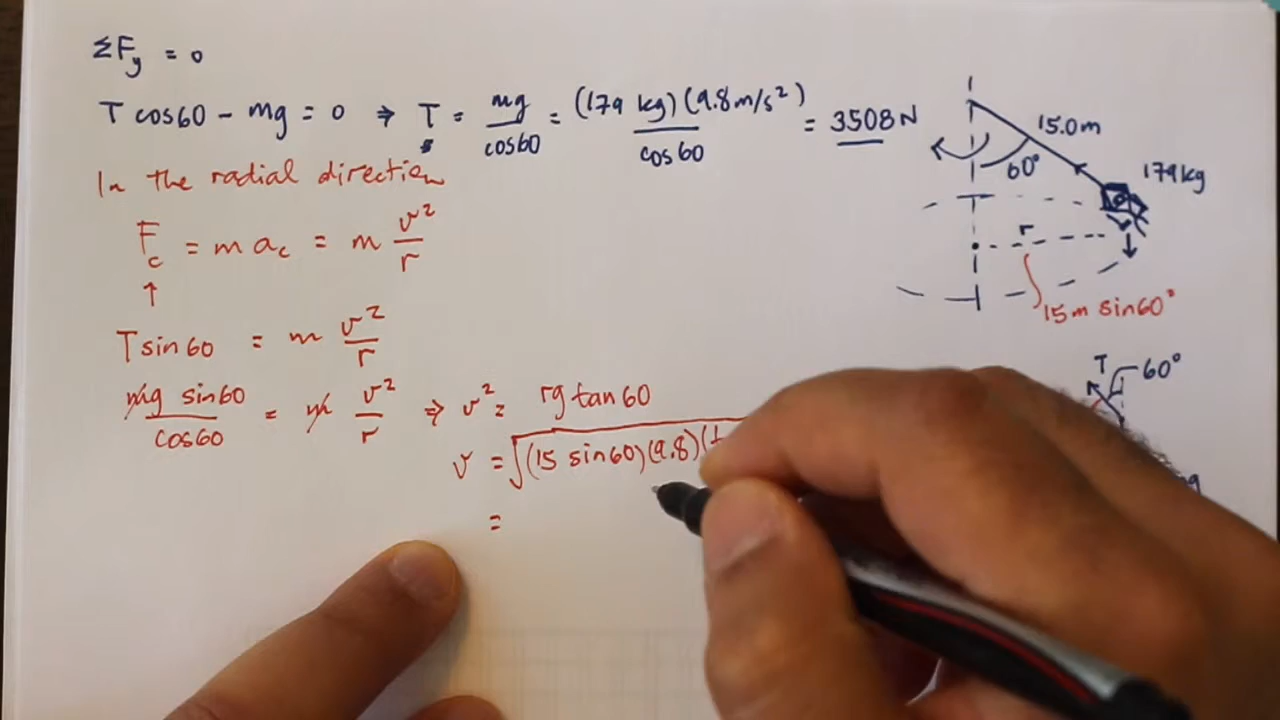 ΣFy = 0
T cos60 - mg = 0 ⇒ T = mg / cos60 = (179 kg)(9.8 m/s²) / cos60 = 3508 N
In the radial direction
Fc = m ac = m v² / r
↑
T sin60 = m v² / r
mg sin60 / cos60 = m v² / r ⇒ v² = rg tan60
v = √(15 sin60)(9.8)(t
=
15.0m
60°
179 kg
r
15m sin60°
T
60°